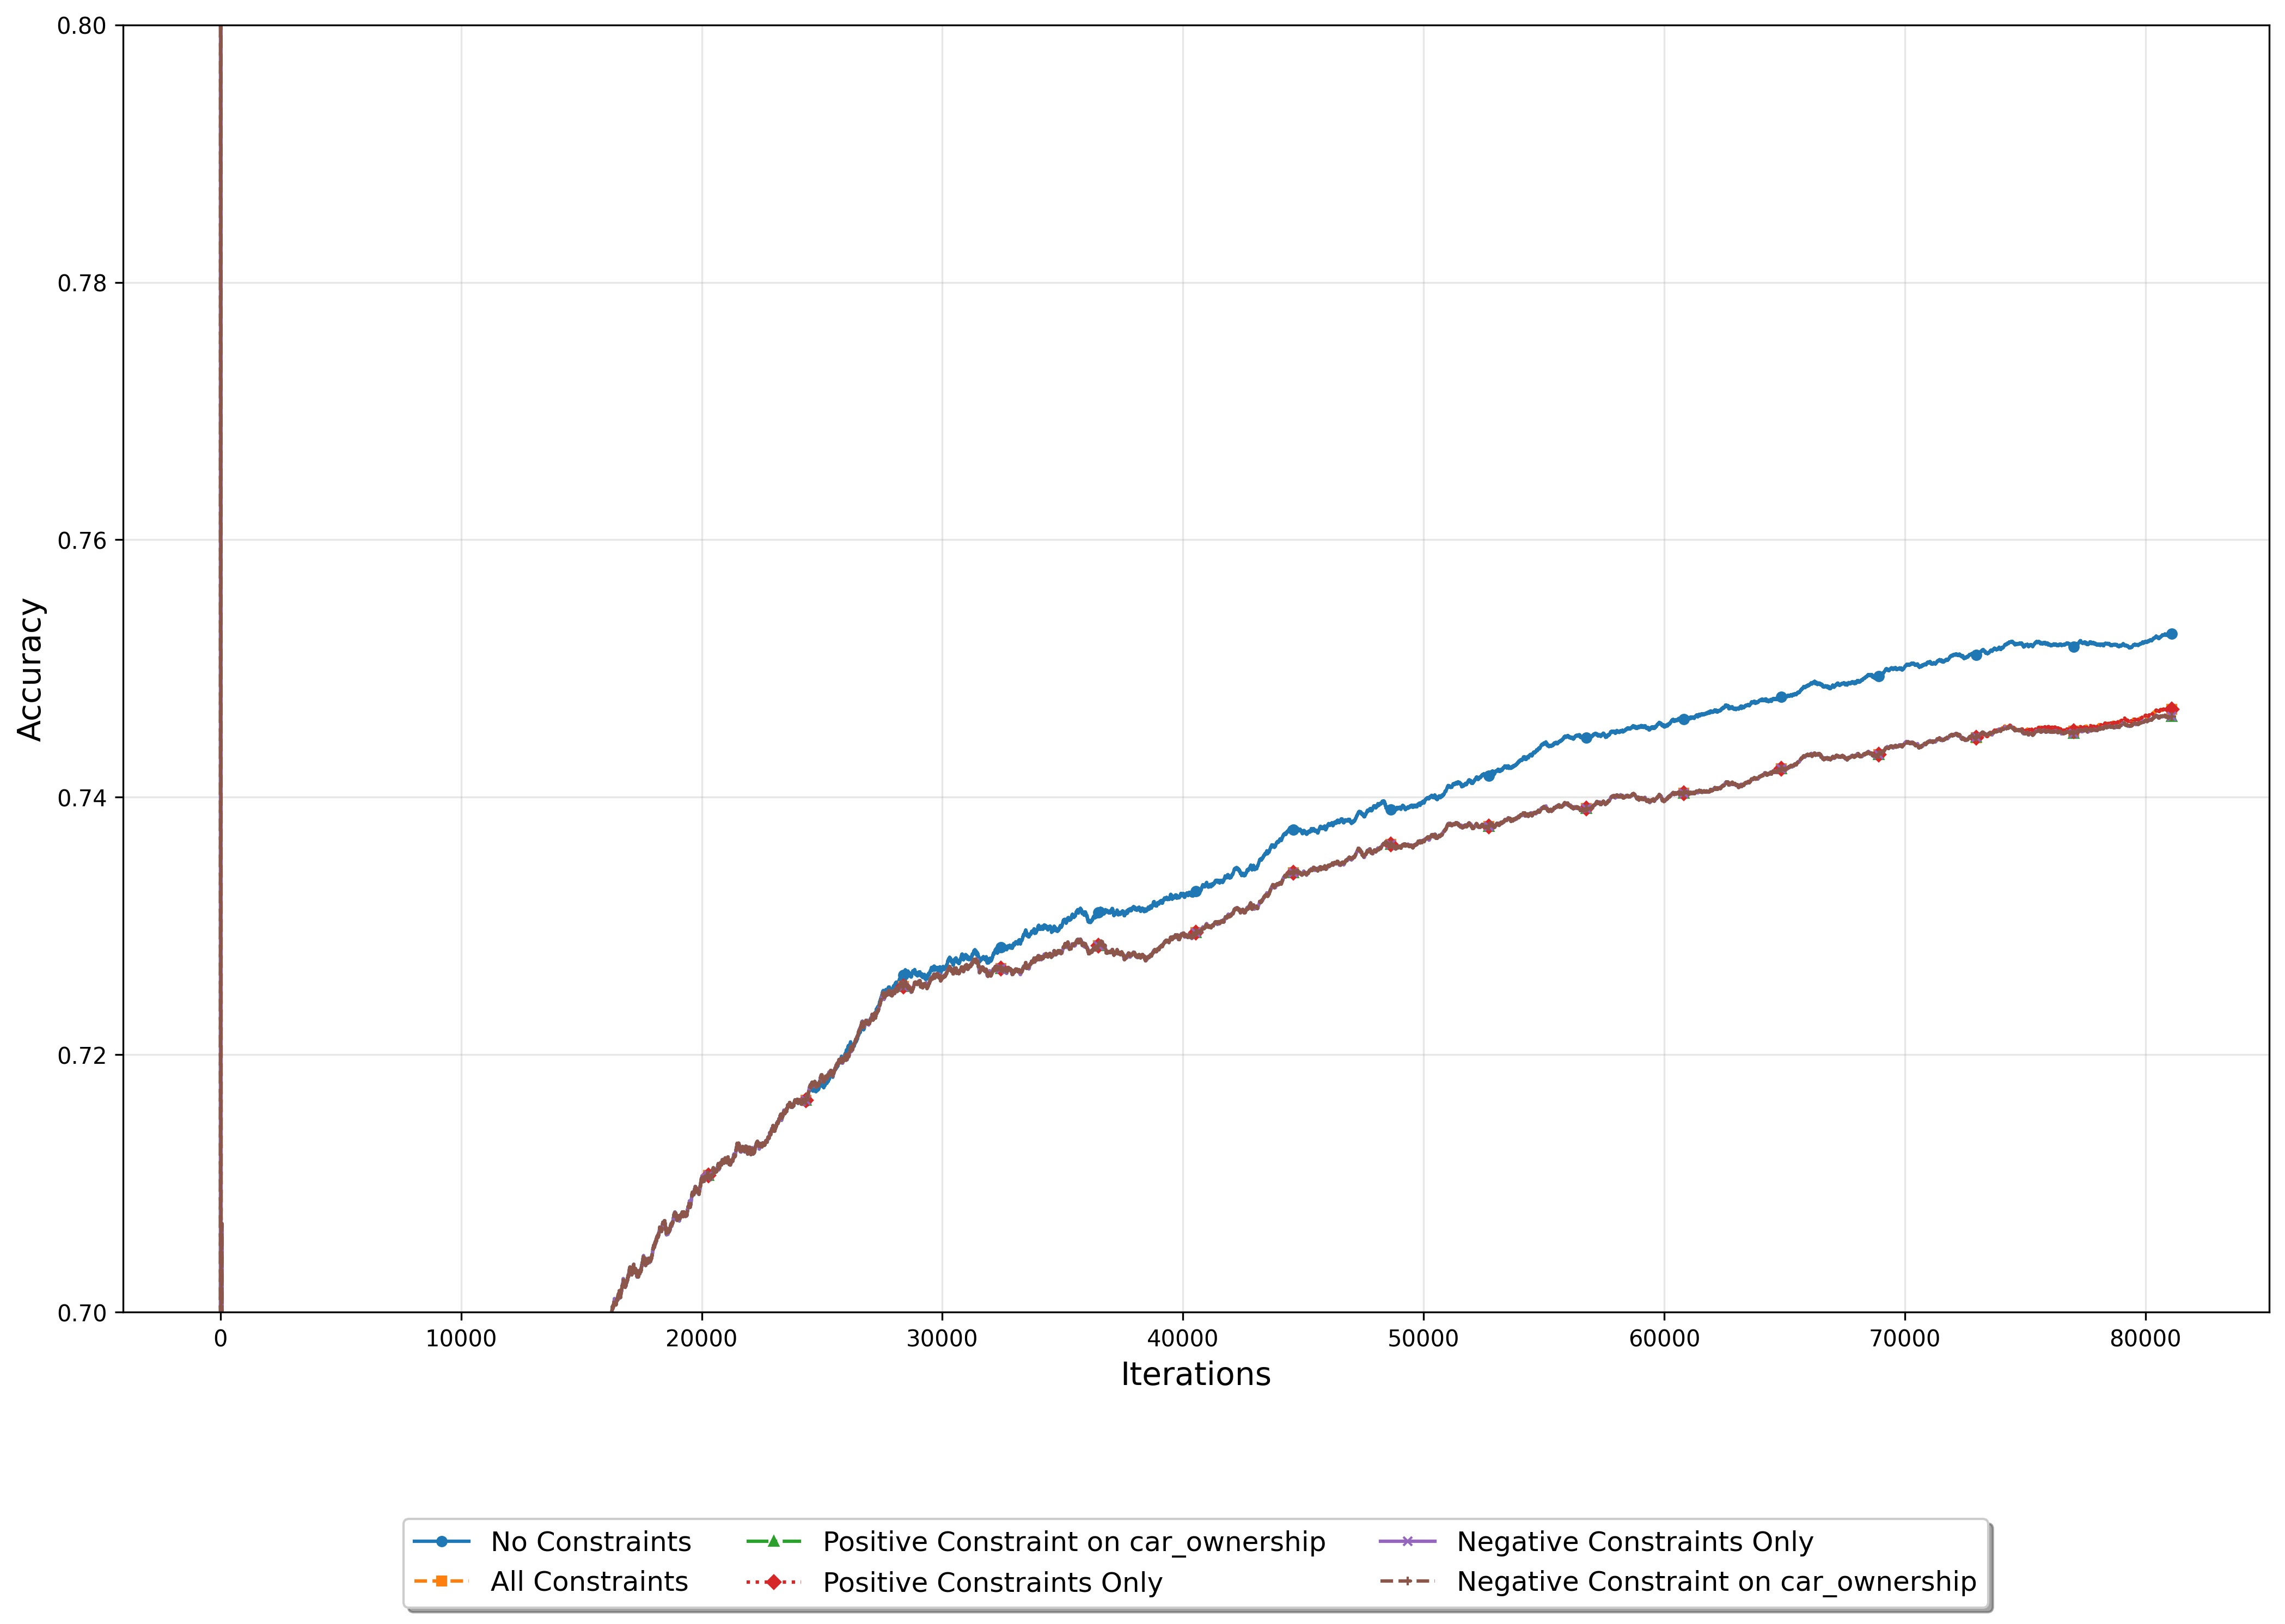 0.80
0.78
0.76
0.74
0.72
0.70
Accuracy
0 10000 20000 30000 40000 50000 60000 70000 80000
Iterations
No Constraints Positive Constraint on car_ownership Negative Constraints Only
All Constraints Positive Constraints Only Negative Constraint on car_ownership